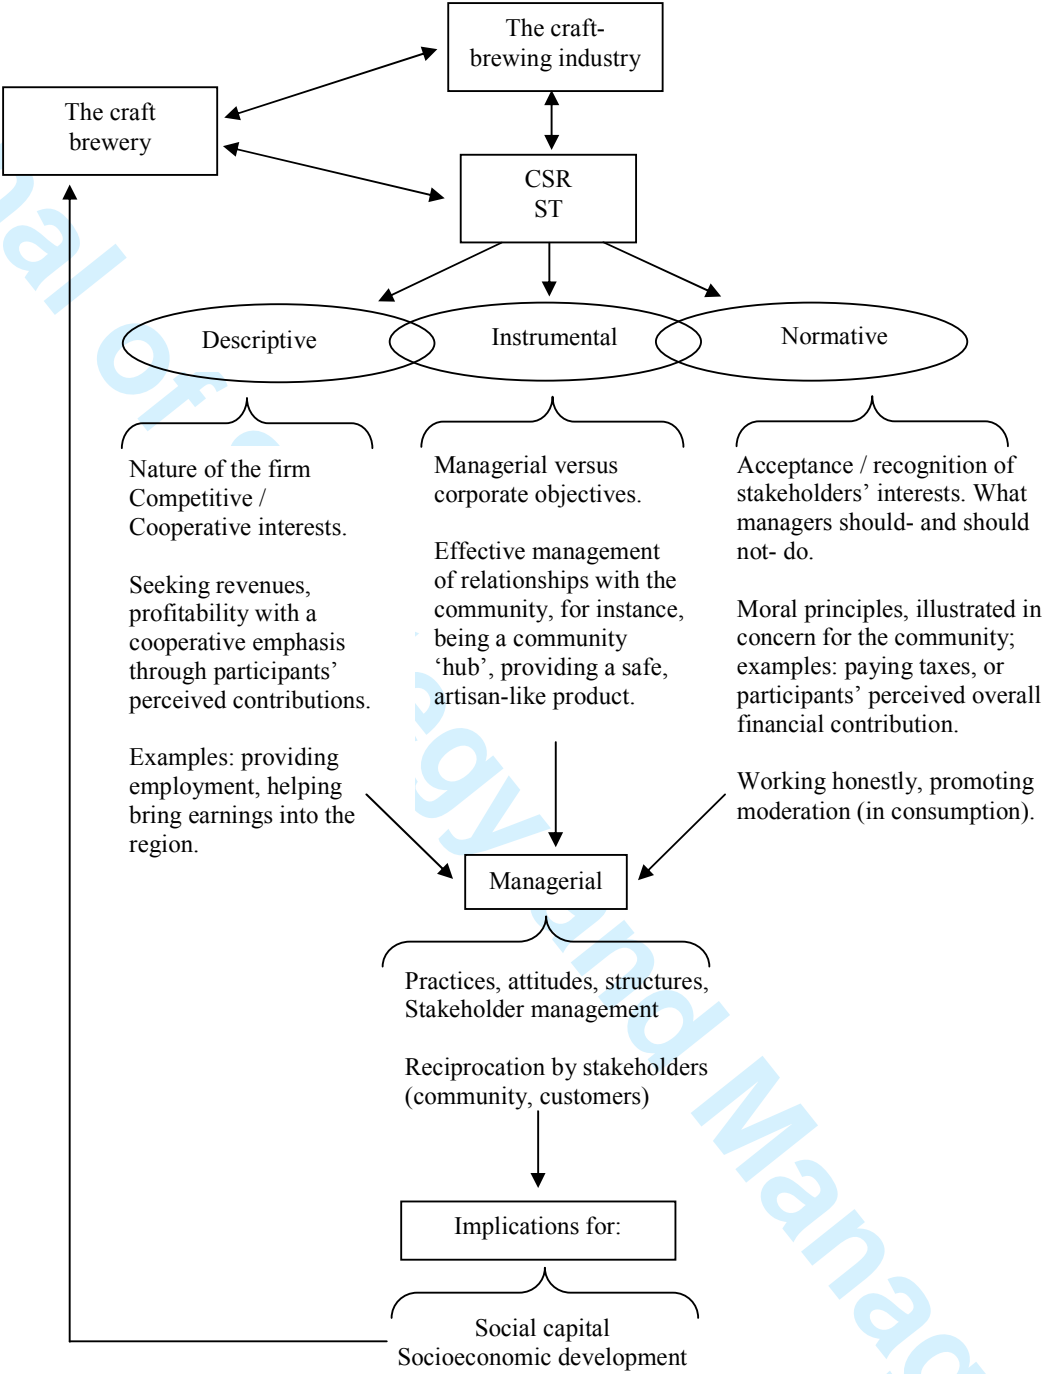 The craft-
brewing industry
The craft
brewery
CSR
ST
Descriptive
Instrumental
Normative
Nature of the firm
Competitive /
Cooperative interests.
Seeking revenues,
profitability with a
cooperative emphasis
through participants’
perceived contributions.
Examples: providing
employment, helping
bring earnings into the
region.
Managerial versus
corporate objectives.
Effective management
of relationships with the
community, for instance,
being a community
‘hub’, providing a safe,
artisan-like product.
Acceptance / recognition of
stakeholders’ interests. What
managers should- and should
not- do.
Moral principles, illustrated in
concern for the community;
examples: paying taxes, or
participants’ perceived overall
financial contribution.
Working honestly, promoting
moderation (in consumption).
Managerial
Practices, attitudes, structures,
Stakeholder management
Reciprocation by stakeholders
(community, customers)
Implications for:
Social capital
Socioeconomic development